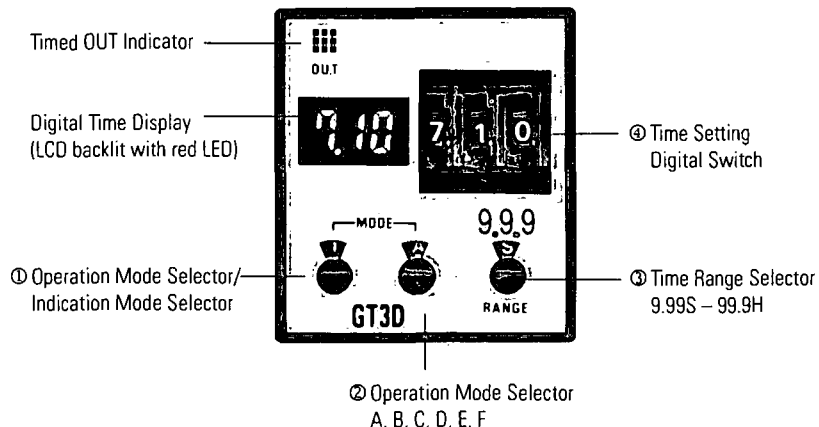 Timed OUT Indicator
OUT
Digital Time Display
(LCD backlit with red LED)
7.10
7 1 0
④ Time Setting
Digital Switch
MODE
9.9.9
1
A
S
① Operation Mode Selector/
Indication Mode Selector
③ Time Range Selector
9.99S – 99.9H
RANGE
GT3D
② Operation Mode Selector
A, B, C, D, E, F